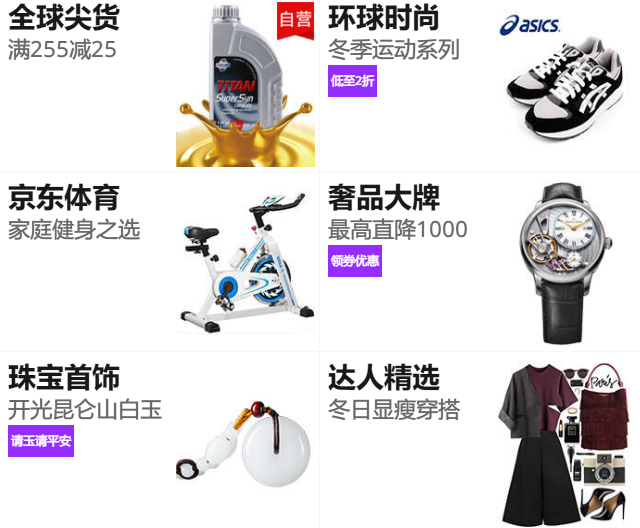 全球尖货
满255减25
自营
TITAN
SuperSyn
环球时尚
冬季运动系列
低至2折
asics
京东体育
家庭健身之选
奢品大牌
最高直降1000
领券优惠
珠宝首饰
开光昆仑山白玉
请玉请平安
达人精选
冬日显瘦穿搭
Paris